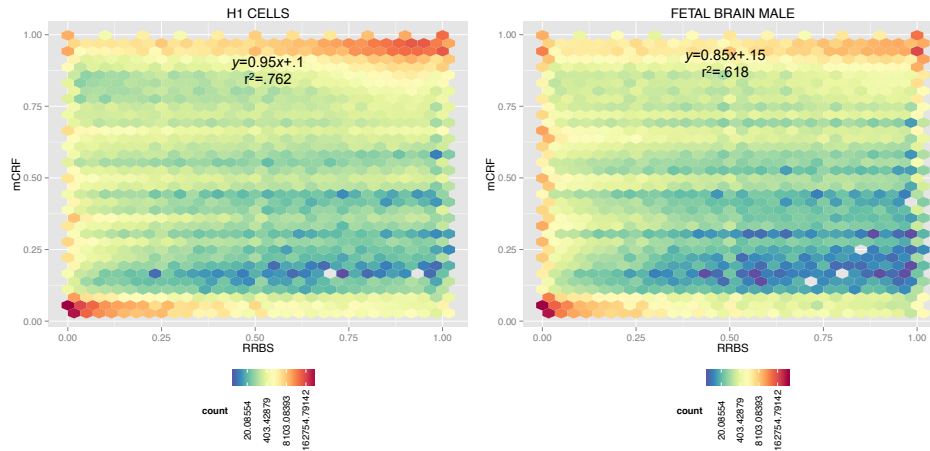 H1 CELLS
FETAL BRAIN MALE
y=0.95x+.1
r²=.762
y=0.85x+.15
r²=.618
mCRF
1.00
0.75
0.50
0.25
0.00
0.00 0.25 0.50 0.75 1.00
RRBS
mCRF
1.00
0.75
0.50
0.25
0.00
0.00 0.25 0.50 0.75 1.00
RRBS
count
20.08554
403.42879
8103.08393
162754.79142
count
20.08554
403.42879
8103.08393
162754.79142